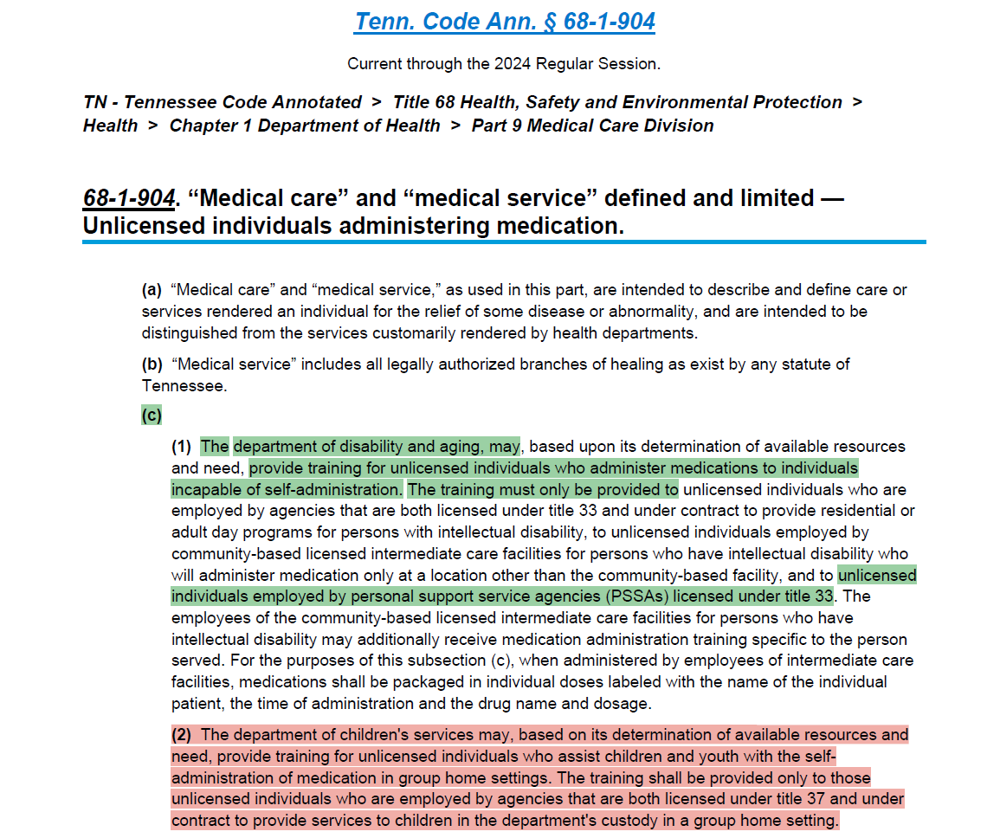 Tenn. Code Ann. § 68-1-904
Current through the 2024 Regular Session.
TN - Tennessee Code Annotated > Title 68 Health, Safety and Environmental Protection >
Health > Chapter 1 Department of Health > Part 9 Medical Care Division
68-1-904. “Medical care” and “medical service” defined and limited —
Unlicensed individuals administering medication.
(a) “Medical care” and “medical service,” as used in this part, are intended to describe and define care or
services rendered an individual for the relief of some disease or abnormality, and are intended to be
distinguished from the services customarily rendered by health departments.
(b) “Medical service” includes all legally authorized branches of healing as exist by any statute of
Tennessee.
(c)
(1) The department of disability and aging, may, based upon its determination of available resources
and need, provide training for unlicensed individuals who administer medications to individuals
incapable of self-administration. The training must only be provided to unlicensed individuals who are
employed by agencies that are both licensed under title 33 and under contract to provide residential or
adult day programs for persons with intellectual disability, to unlicensed individuals employed by
community-based licensed intermediate care facilities for persons who have intellectual disability who
will administer medication only at a location other than the community-based facility, and to unlicensed
individuals employed by personal support service agencies (PSSAs) licensed under title 33. The
employees of the community-based licensed intermediate care facilities for persons who have
intellectual disability may additionally receive medication administration training specific to the person
served. For the purposes of this subsection (c), when administered by employees of intermediate care
facilities, medications shall be packaged in individual doses labeled with the name of the individual
patient, the time of administration and the drug name and dosage.
(2) The department of children's services may, based on its determination of available resources and
need, provide training for unlicensed individuals who assist children and youth with the self-
administration of medication in group home settings. The training shall be provided only to those
unlicensed individuals who are employed by agencies that are both licensed under title 37 and under
contract to provide services to children in the department's custody in a group home setting.